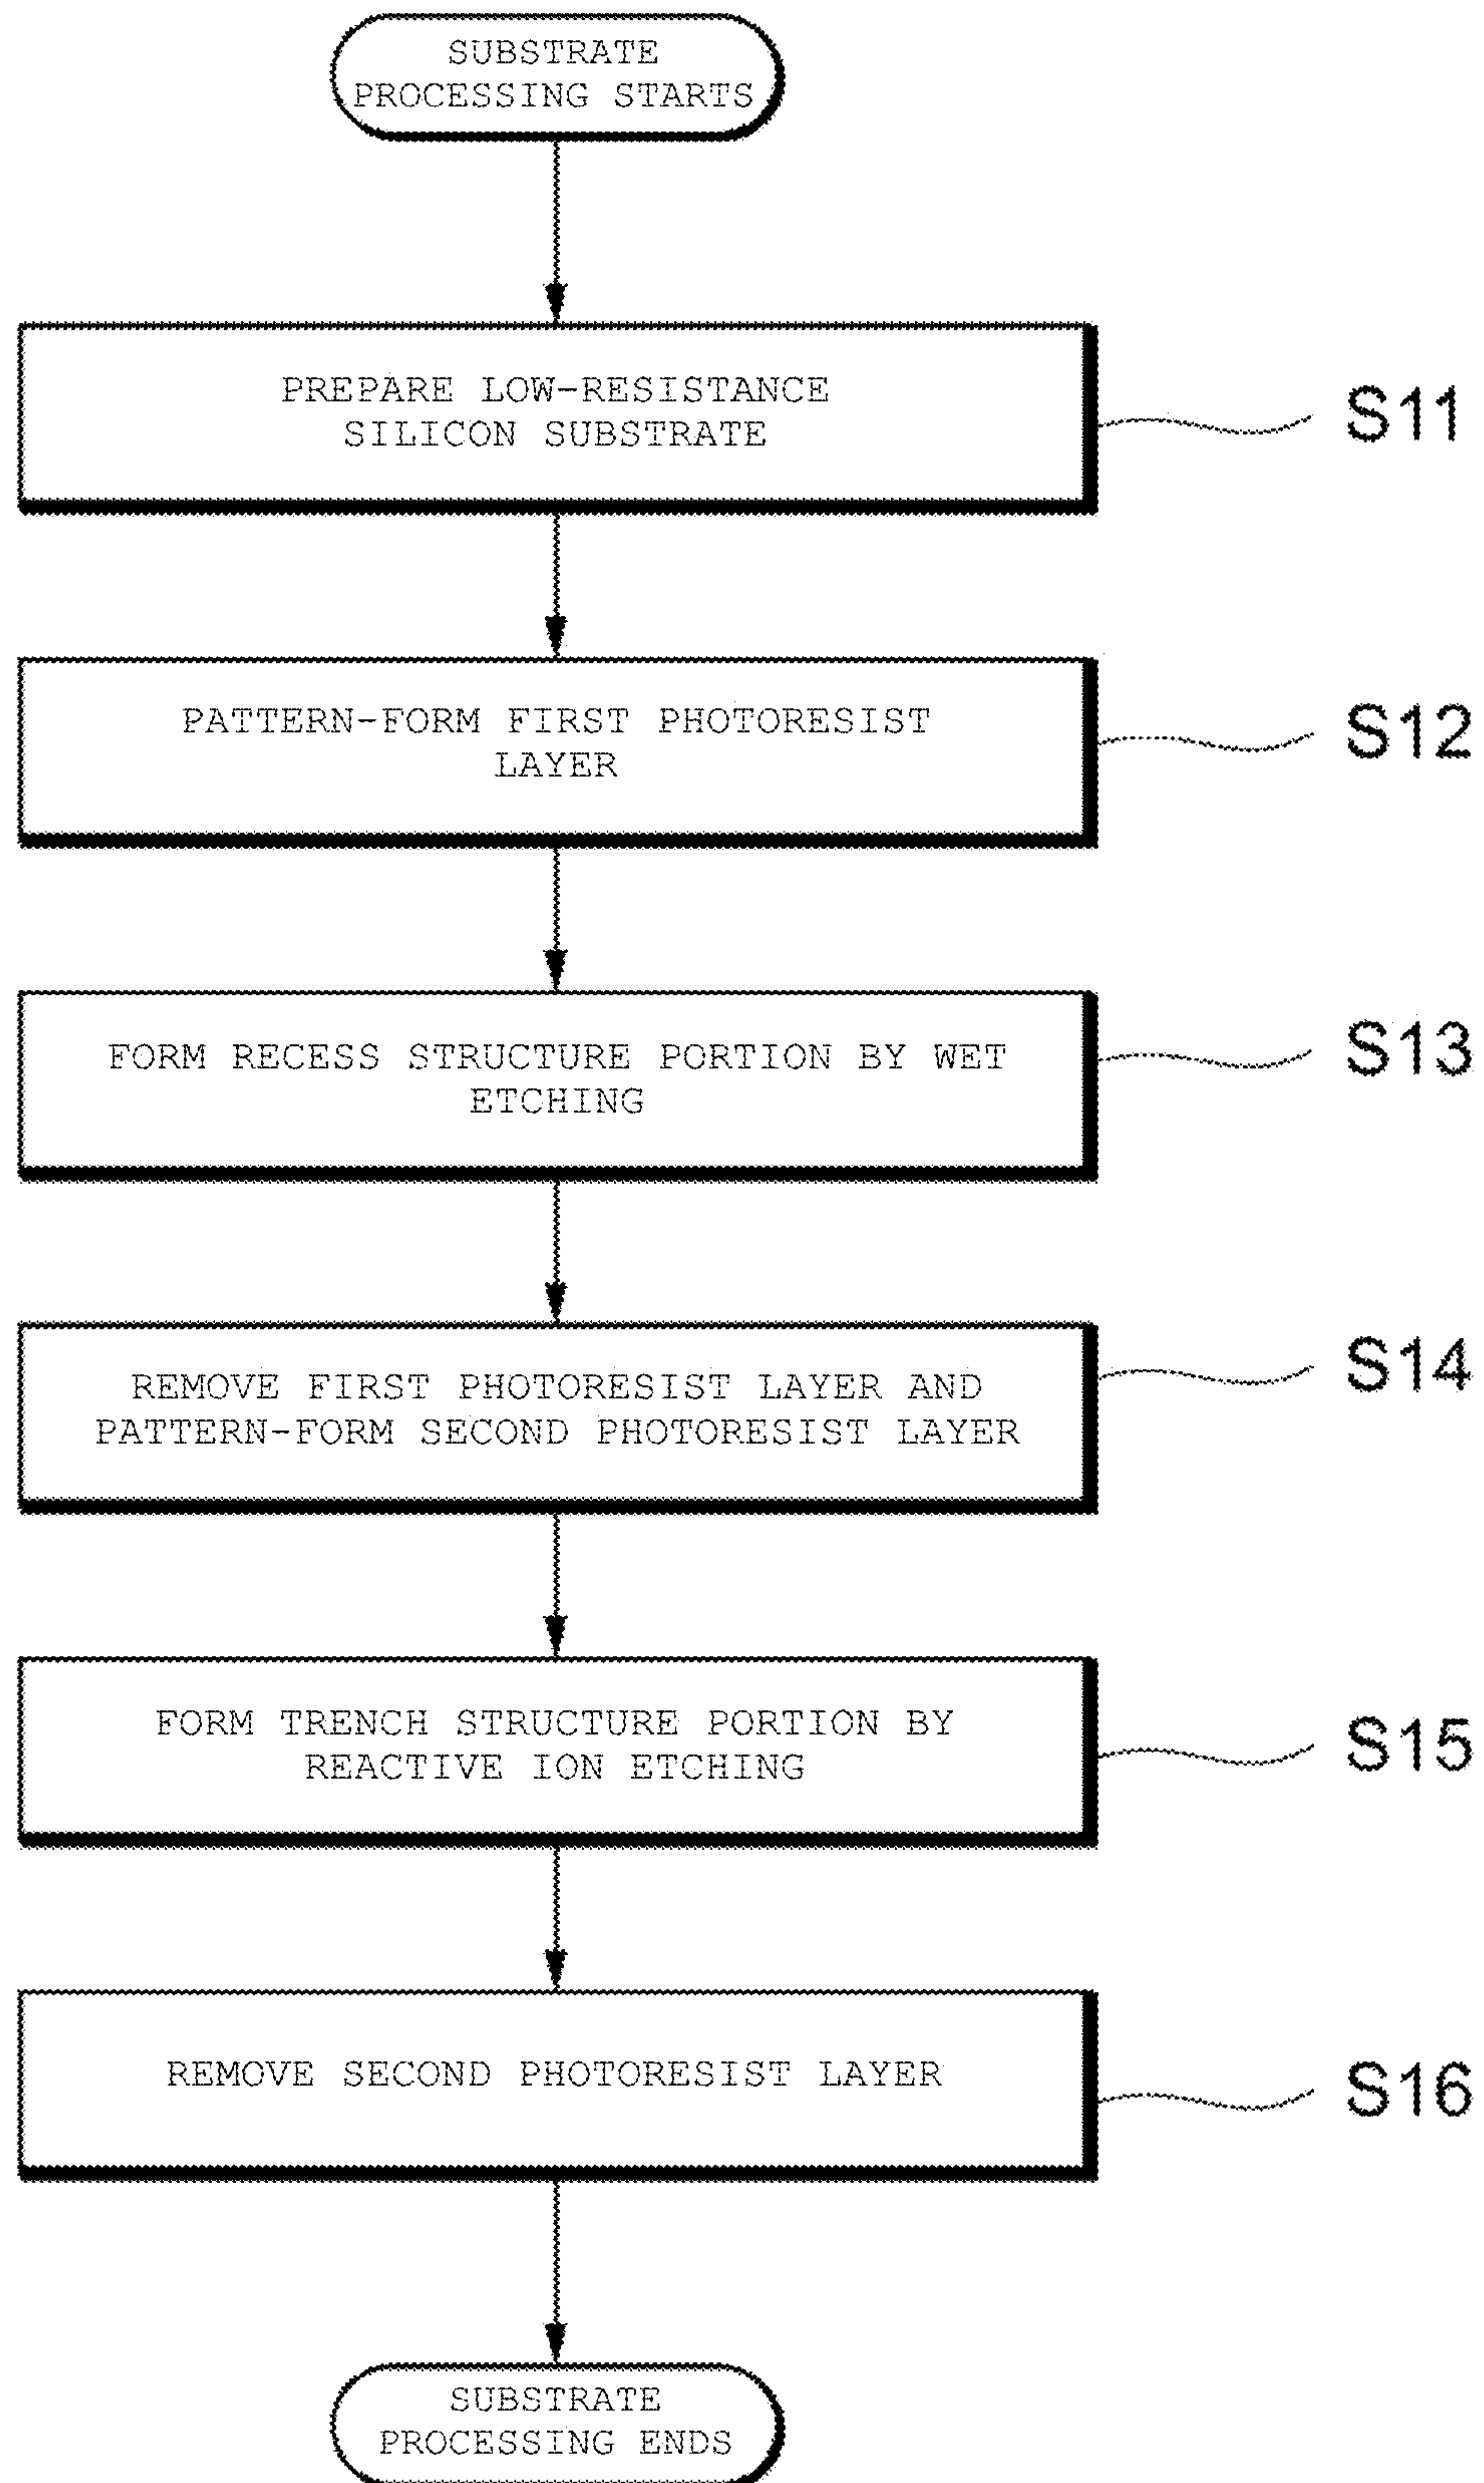 SUBSTRATE
PROCESSING STARTS
PREPARE LOW-RESISTANCE
SILICON SUBSTRATE
S11
PATTERN-FORM FIRST PHOTORESIST
LAYER
S12
FORM RECESS STRUCTURE PORTION BY WET
ETCHING
S13
REMOVE FIRST PHOTORESIST LAYER AND
PATTERN-FORM SECOND PHOTORESIST LAYER
S14
FORM TRENCH STRUCTURE PORTION BY
REACTIVE ION ETCHING
S15
REMOVE SECOND PHOTORESIST LAYER
S16
SUBSTRATE
PROCESSING ENDS